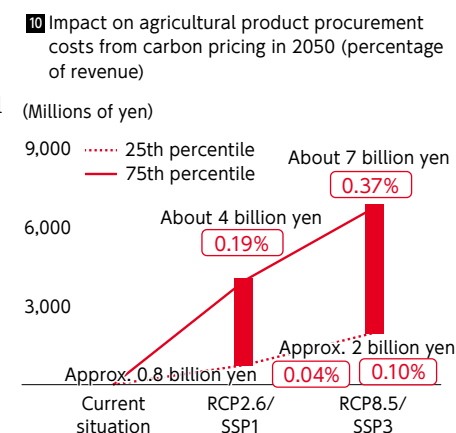 10 Impact on agricultural product procurement
costs from carbon pricing in 2050 (percentage
of revenue)
(Millions of yen)
9,000
25th percentile
75th percentile
About 7 billion yen
0.37%
About 4 billion yen
0.19%
6,000
3,000
Approx. 2 billion yen
Approx. 0.8 billion yen
0.04%
0.10%
Current
situation
RCP2.6/
SSP1
RCP8.5/
SSP3